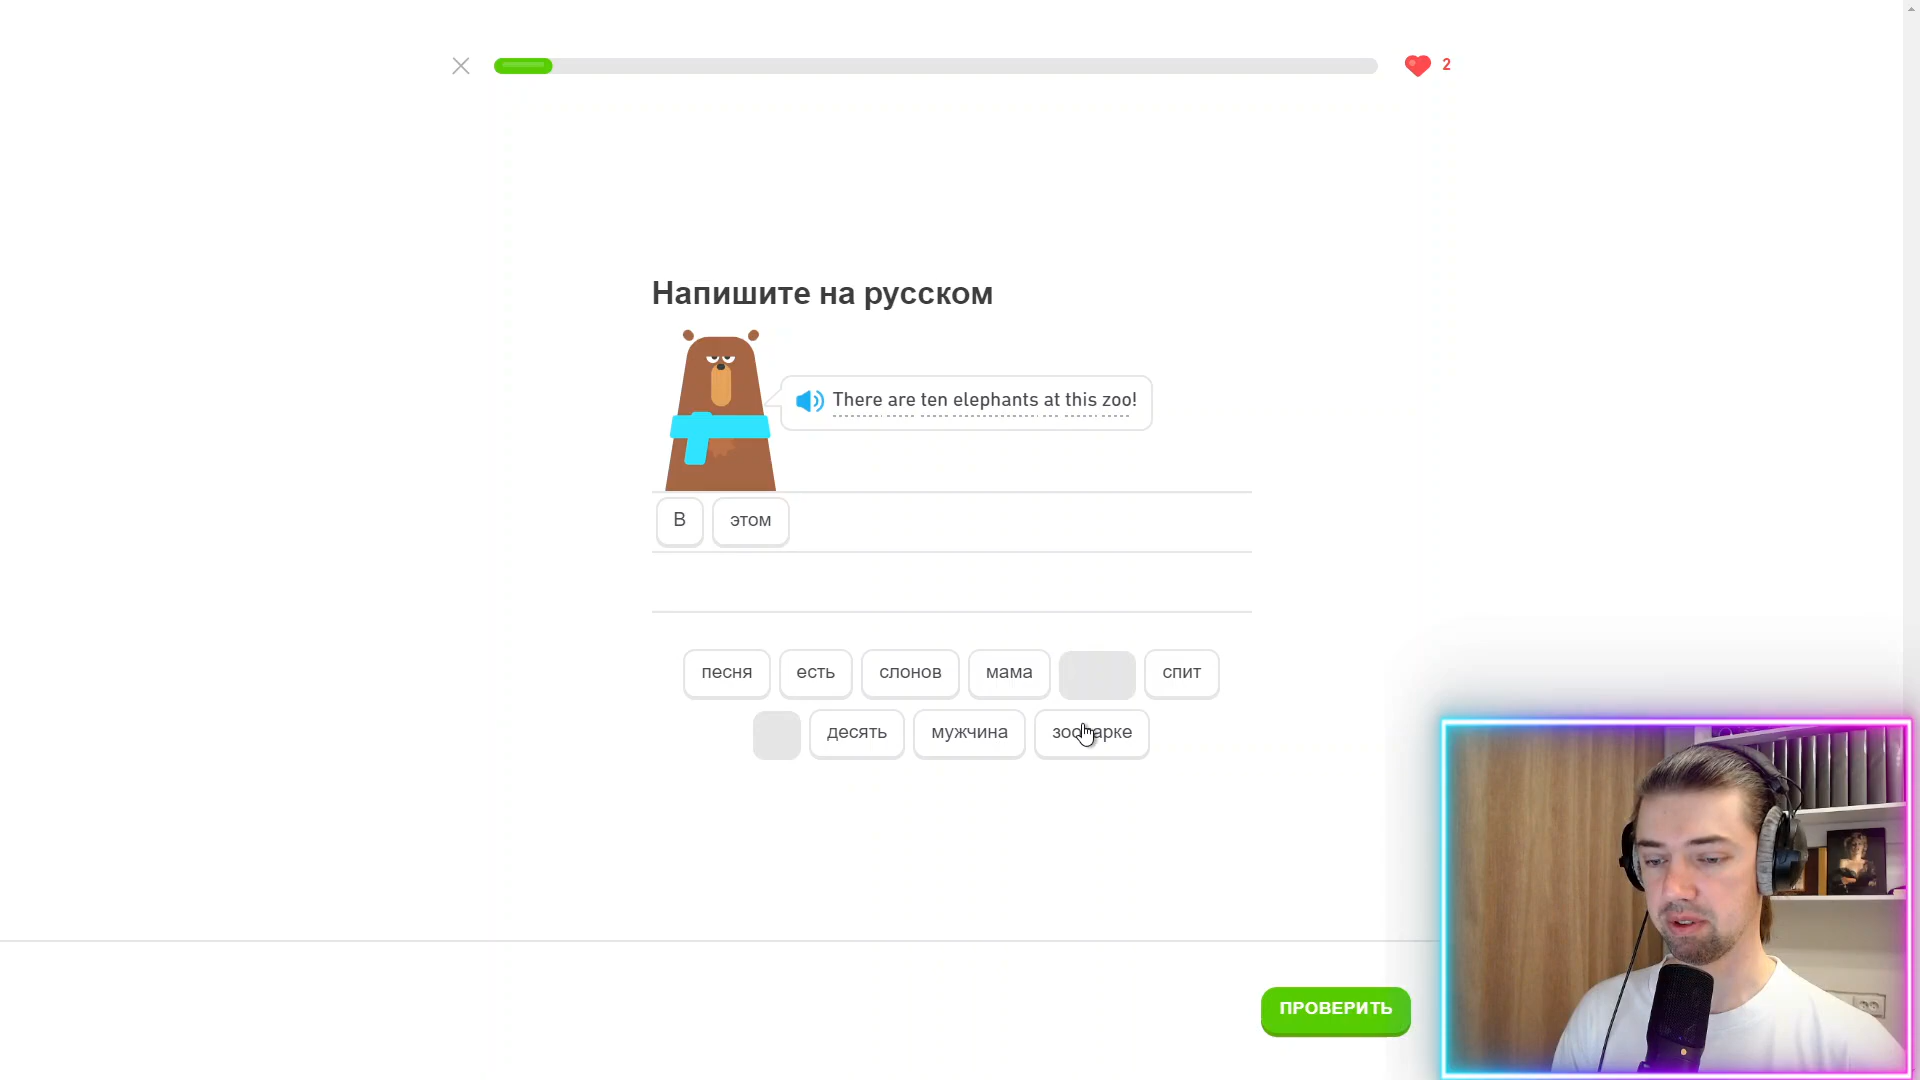 2
Напишите на русском
There are ten elephants at this zoo!
В этом
песня есть слонов мама спит
десять мужчина зоопарке
ПРОВЕРИТЬ